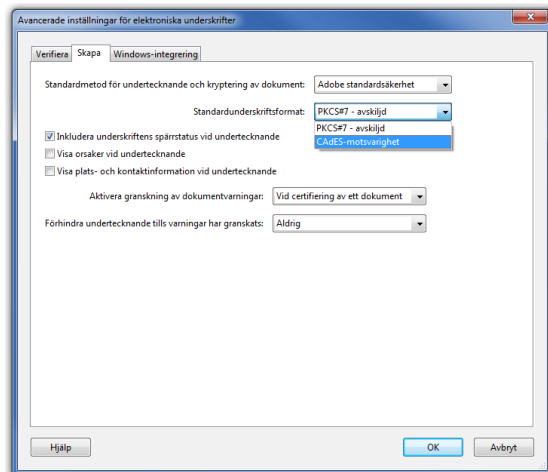 Avancerade inställningar för elektroniska underskrifter
Verifiera Skapa Windows-integrering
Standardmetod för undertecknande och kryptering av dokument: Adobe standardsäkerhet
Standardunderskriftsformat: PKCS#7 - avskiljd
PKCS#7 - avskiljd
CAdES-motsvarighet
Inkludera underskriftens spärrstatus vid undertecknande
Visa orsaker vid undertecknande
Visa plats- och kontaktinformation vid undertecknande
Aktivera granskning av dokumentvarningar: Vid certifiering av ett dokument
Förhindra undertecknande tills varningar har granskats: Aldrig
Hjälp OK Avbryt